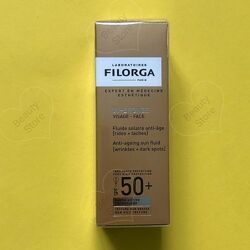 LABORATOIRES
FILORGA
PARIS
EXPERT EN MÉDECINE
ESTHÉTIQUE
VISAGE - FACE
Fluide solaire anti-âge
[rides + taches]
Anti-ageing sun fluid
[wrinkles + dark spots]
SPF 50+
Beauty
Store